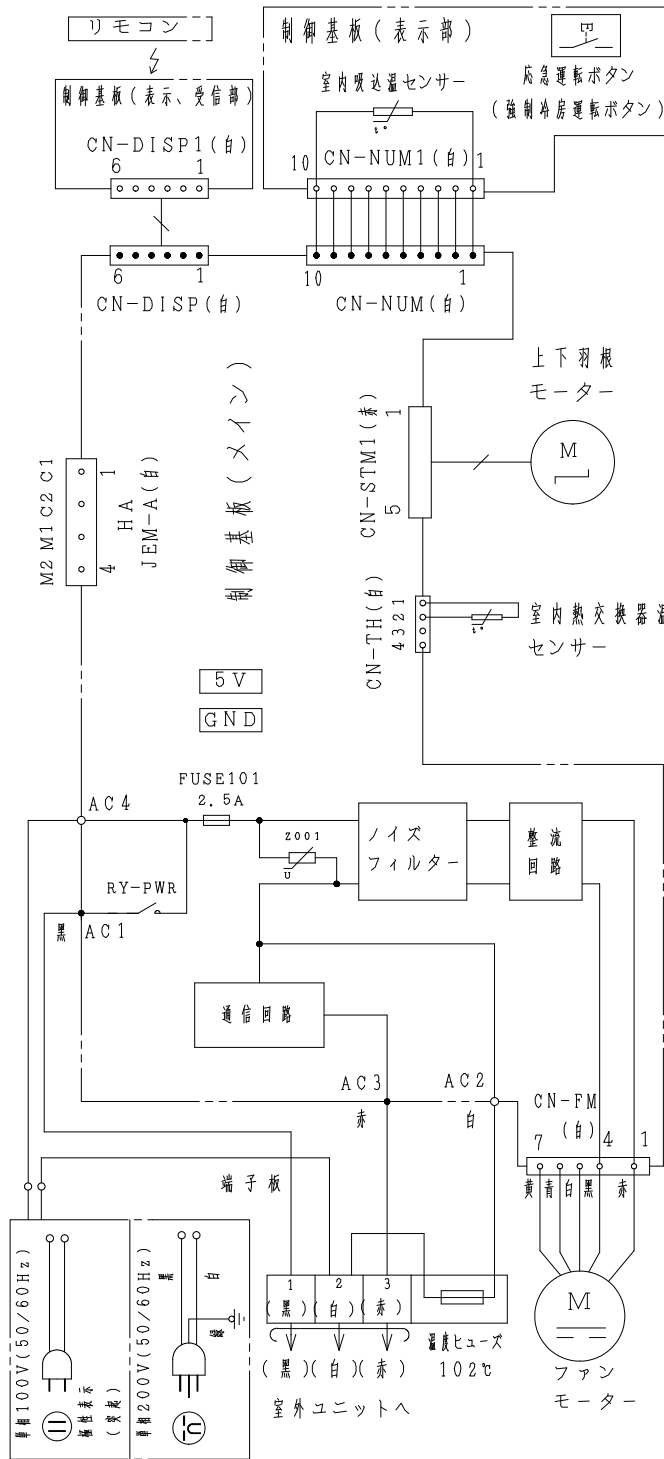 リモコン
制御基板(表示部)
室内吸込温センサー
応急運転ボタン
(強制冷房運転ボタン)
制御基板(表示、受信部)
CN-DISP1(白)
6 1
t°
10 CN-NUM1(白) 1
6 1
CN-DISP(白)
10 1
CN-NUM(白)
上下羽根
モーター
M
CN-STM1(赤)
1
5
制御基板(メイン)
M2 M1 C2 C1
1
4
HA
JEM-A(白)
CN-TH(白)
4 3 2 1
t°
室内熱交換器温
センサー
5V
GND
FUSE101
2.5A
AC4
Z001
U
ノイズ
フィルター
整流
回路
RY-PWR
黒
AC1
通信回路
AC3
赤
AC2
白
CN-FM
(白)
7 4 1
黄 青 白 黒 赤
端子板
1 2 3
(黒) (白) (赤)
(黒) (白) (赤)
室外ユニットへ
温度ヒューズ
102℃
M
ファン
モーター
単相100V(50/60Hz)
極性表示
(突起)
単相200V(50/60Hz)
黒
白
緑